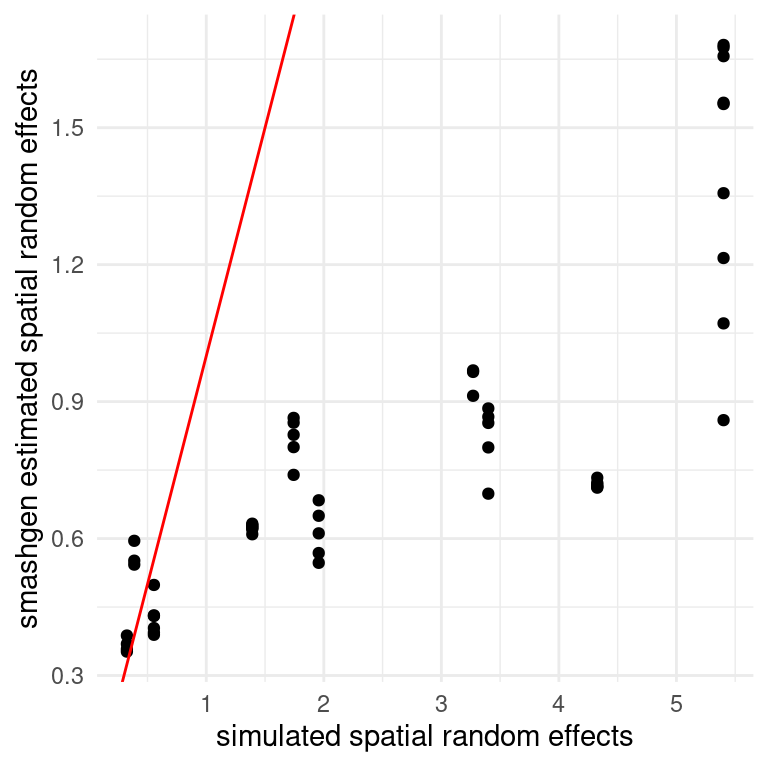 smashgen estimated spatial random effects
1.5
1.2
0.9
0.6
0.3
1 2 3 4 5
simulated spatial random effects